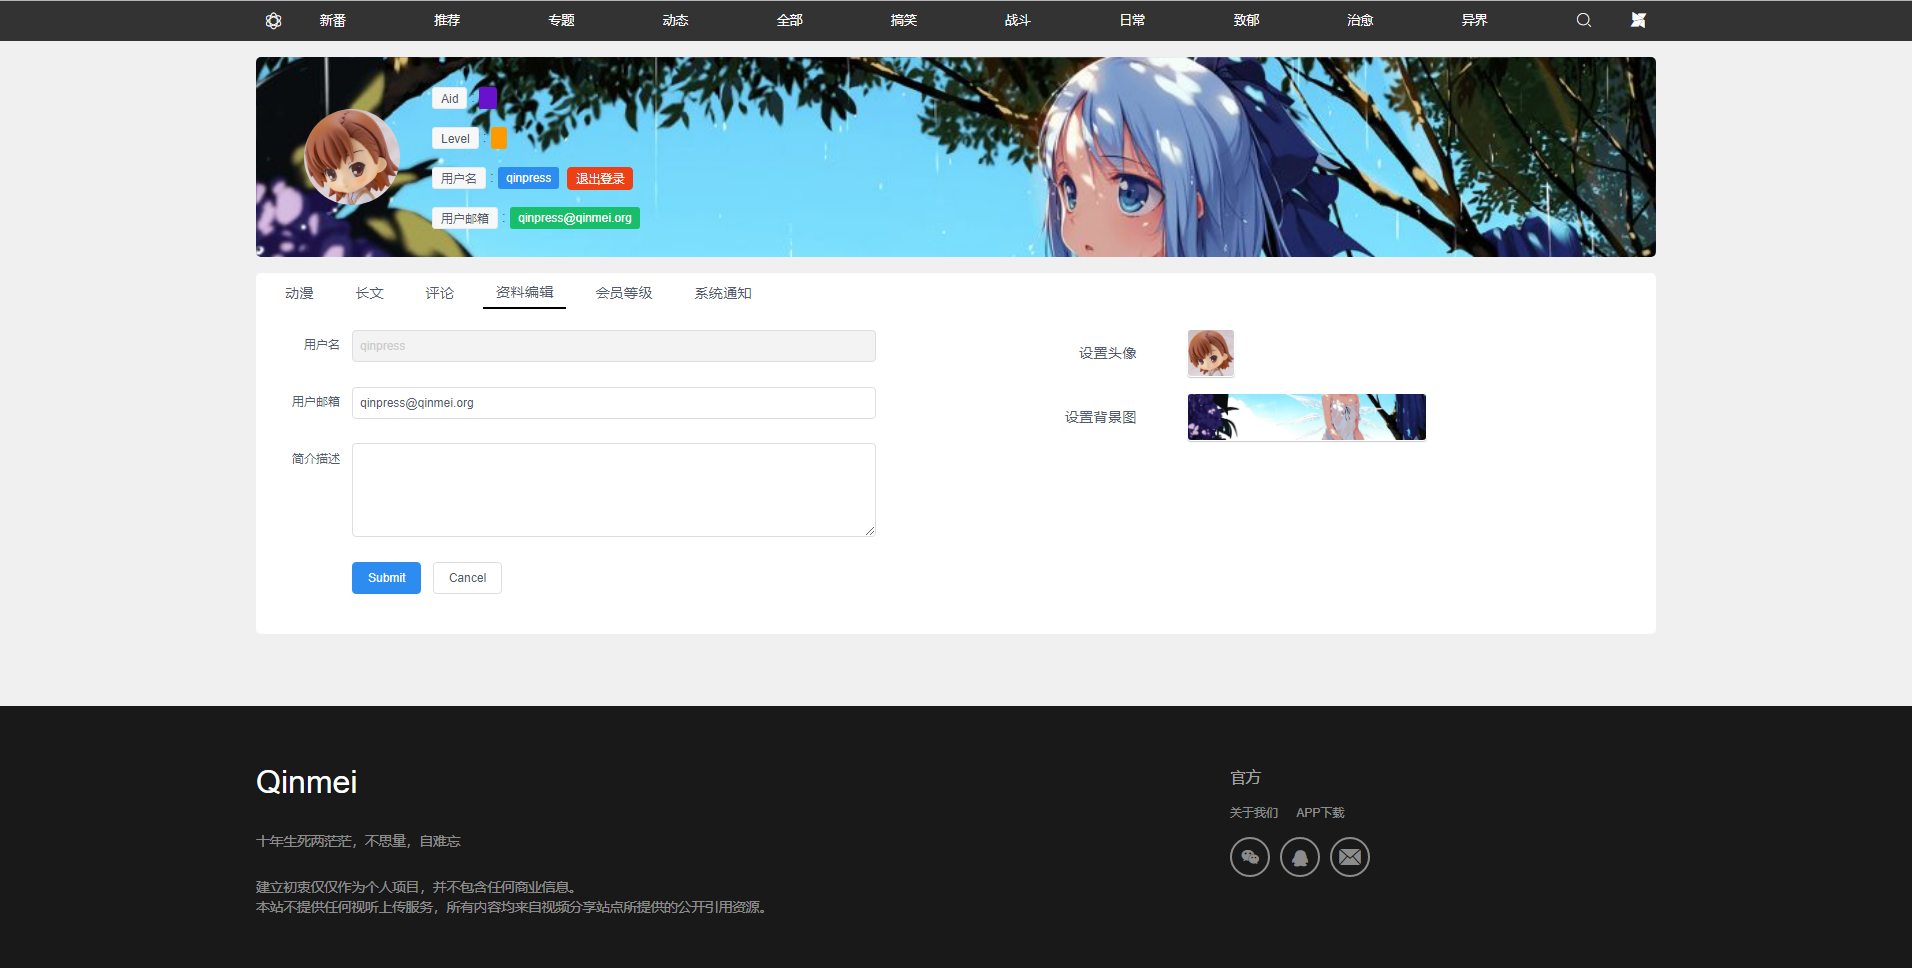 新番 推荐 专题 动态 全部 搞笑 战斗 日常 致郁 治愈 异界
Aid :
Level :
用户名 : qinpress 退出登录
用户邮箱 : qinpress@qinmei.org
动漫 长文 评论 资料编辑 会员等级 系统通知
用户名 qinpress
用户邮箱 qinpress@qinmei.org
简介描述
Submit Cancel
设置头像
设置背景图
Qinmei
十年生死两茫茫，不思量，自难忘
建立初衷仅仅作为个人项目，并不包含任何商业信息。
本站不提供任何视听上传服务，所有内容均来自视频分享站点所提供的公开引用资源。
官方
关于我们 APP下载